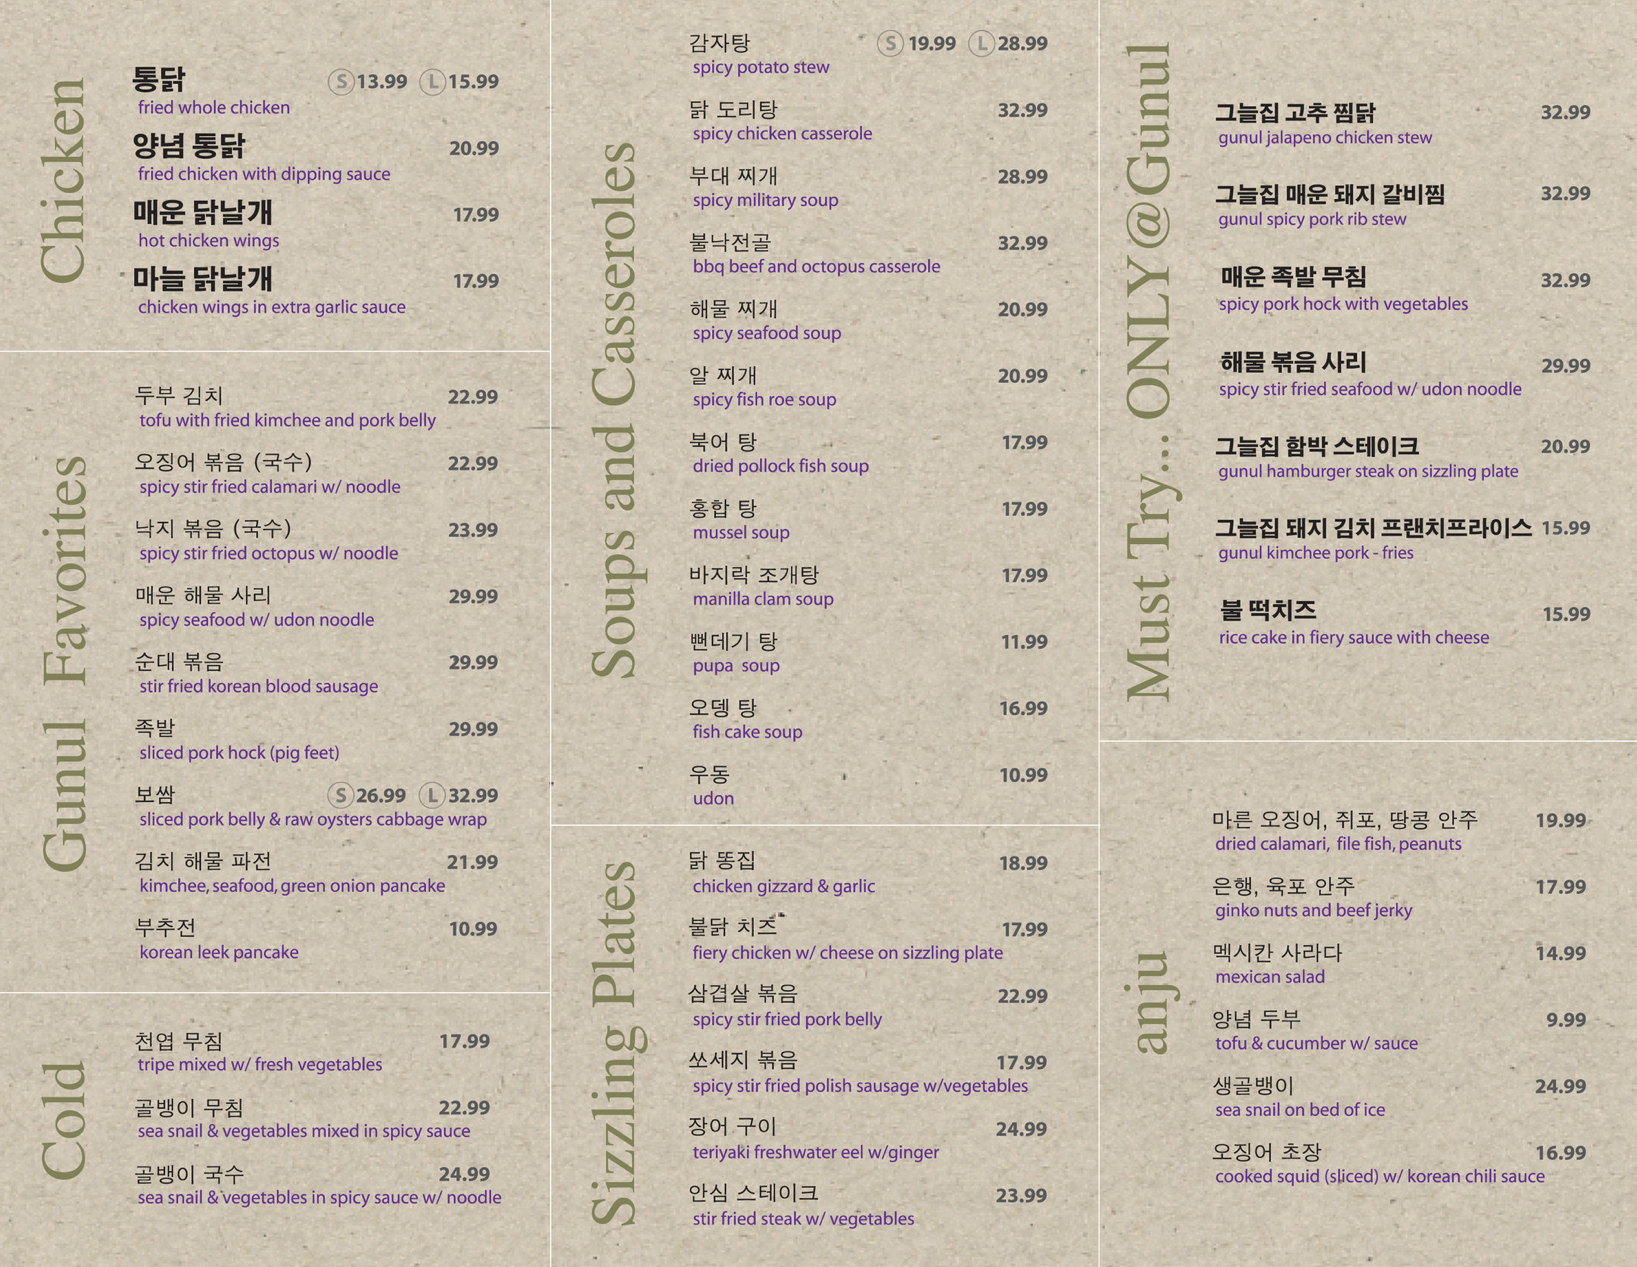 Chicken
통닭 S 13.99 L 15.99
fried whole chicken
양념 통닭 20.99
fried chicken with dipping sauce
매운 닭날개 17.99
hot chicken wings
마늘 닭날개 17.99
chicken wings in extra garlic sauce
Gunul Favorites
두부 김치 22.99
tofu with fried kimchee and pork belly
오징어 볶음 (국수) 22.99
spicy stir fried calamari w/ noodle
낙지 볶음 (국수) 23.99
spicy stir fried octopus w/ noodle
매운 해물 사리 29.99
spicy seafood w/ udon noodle
순대 볶음 29.99
stir fried korean blood sausage
족발 29.99
sliced pork hock (pig feet)
보쌈 S 26.99 L 32.99
sliced pork belly & raw oysters cabbage wrap
김치 해물 파전 21.99
kimchee, seafood, green onion pancake
부추전 10.99
korean leek pancake
Cold
천엽 무침 17.99
tripe mixed w/ fresh vegetables
골뱅이 무침 22.99
sea snail & vegetables mixed in spicy sauce
골뱅이 국수 24.99
sea snail & vegetables in spicy sauce w/ noodle
Soups and Casseroles
감자탕 S 19.99 L 28.99
spicy potato stew
닭 도리탕 32.99
spicy chicken casserole
부대 찌개 28.99
spicy military soup
불낙전골 32.99
bbq beef and octopus casserole
해물 찌개 20.99
spicy seafood soup
알 찌개 20.99
spicy fish roe soup
북어 탕 17.99
dried pollock fish soup
홍합 탕 17.99
mussel soup
바지락 조개탕 17.99
manilla clam soup
뻔데기 탕 11.99
pupa soup
오뎅 탕 16.99
fish cake soup
우동 10.99
udon
Sizzling Plates
닭 똥집 18.99
chicken gizzard & garlic
불닭 치즈 17.99
fiery chicken w/ cheese on sizzling plate
삼겹살 볶음 22.99
spicy stir fried pork belly
쏘세지 볶음 17.99
spicy stir fried polish sausage w/vegetables
장어 구이 24.99
teriyaki freshwater eel w/ginger
안심 스테이크 23.99
stir fried steak w/ vegetables
Must Try... ONLY@Gunul
그늘집 고추 찜닭 32.99
gunul jalapeno chicken stew
그늘집 매운 돼지 갈비찜 32.99
gunul spicy pork rib stew
매운 족발 무침 32.99
spicy pork hock with vegetables
해물 볶음 사리 29.99
spicy stir fried seafood w/ udon noodle
그늘집 함박 스테이크 20.99
gunul hamburger steak on sizzling plate
그늘집 돼지 김치 프랜치프라이스 15.99
gunul kimchee pork - fries
불 떡치즈 15.99
rice cake in fiery sauce with cheese
anju
마른 오징어, 쥐포, 땅콩 안주 19.99
dried calamari, file fish, peanuts
은행, 육포 안주 17.99
ginko nuts and beef jerky
멕시칸 사라다 14.99
mexican salad
양념 두부 9.99
tofu & cucumber w/ sauce
생골뱅이 24.99
sea snail on bed of ice
오징어 초장 16.99
cooked squid (sliced) w/ korean chili sauce